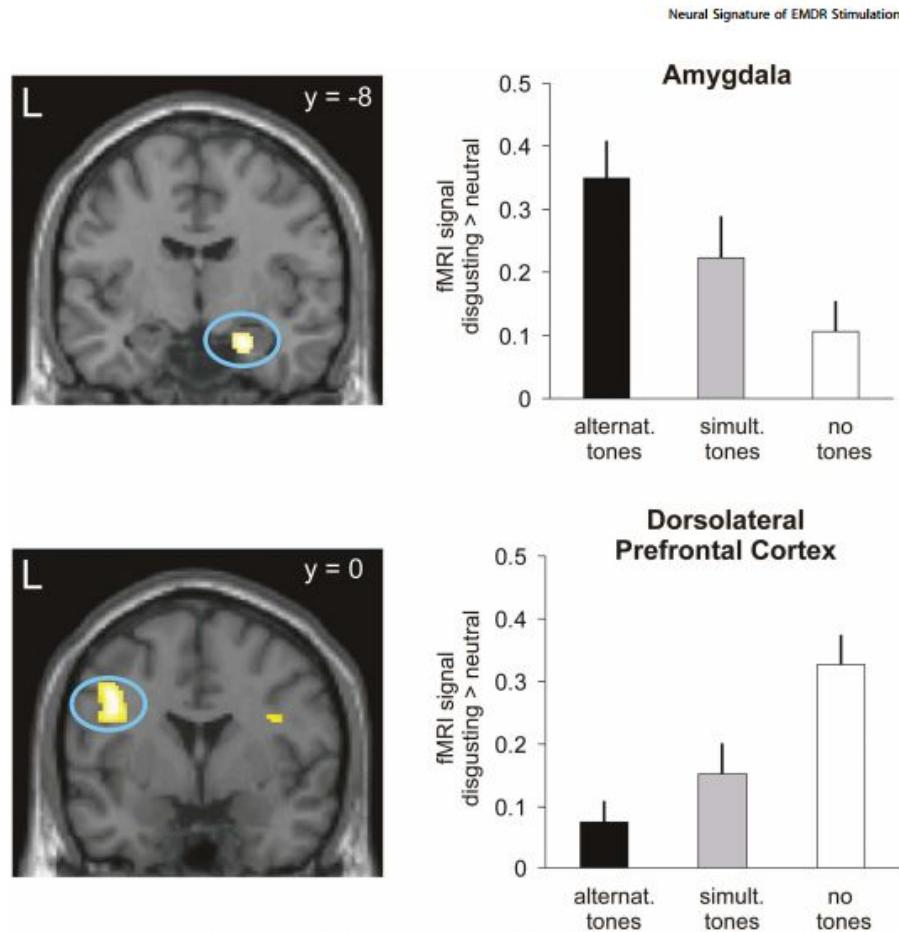 Neural Signature of EMDR Stimulation
L
y = -8
Amygdala
fMRI signal
disgusting > neutral
0.5
0.4
0.3
0.2
0.1
0
alternat.
tones
simult.
tones
no
tones
L
y = 0
Dorsolateral
Prefrontal Cortex
fMRI signal
disgusting > neutral
0.5
0.4
0.3
0.2
0.1
0
alternat.
tones
simult.
tones
no
tones